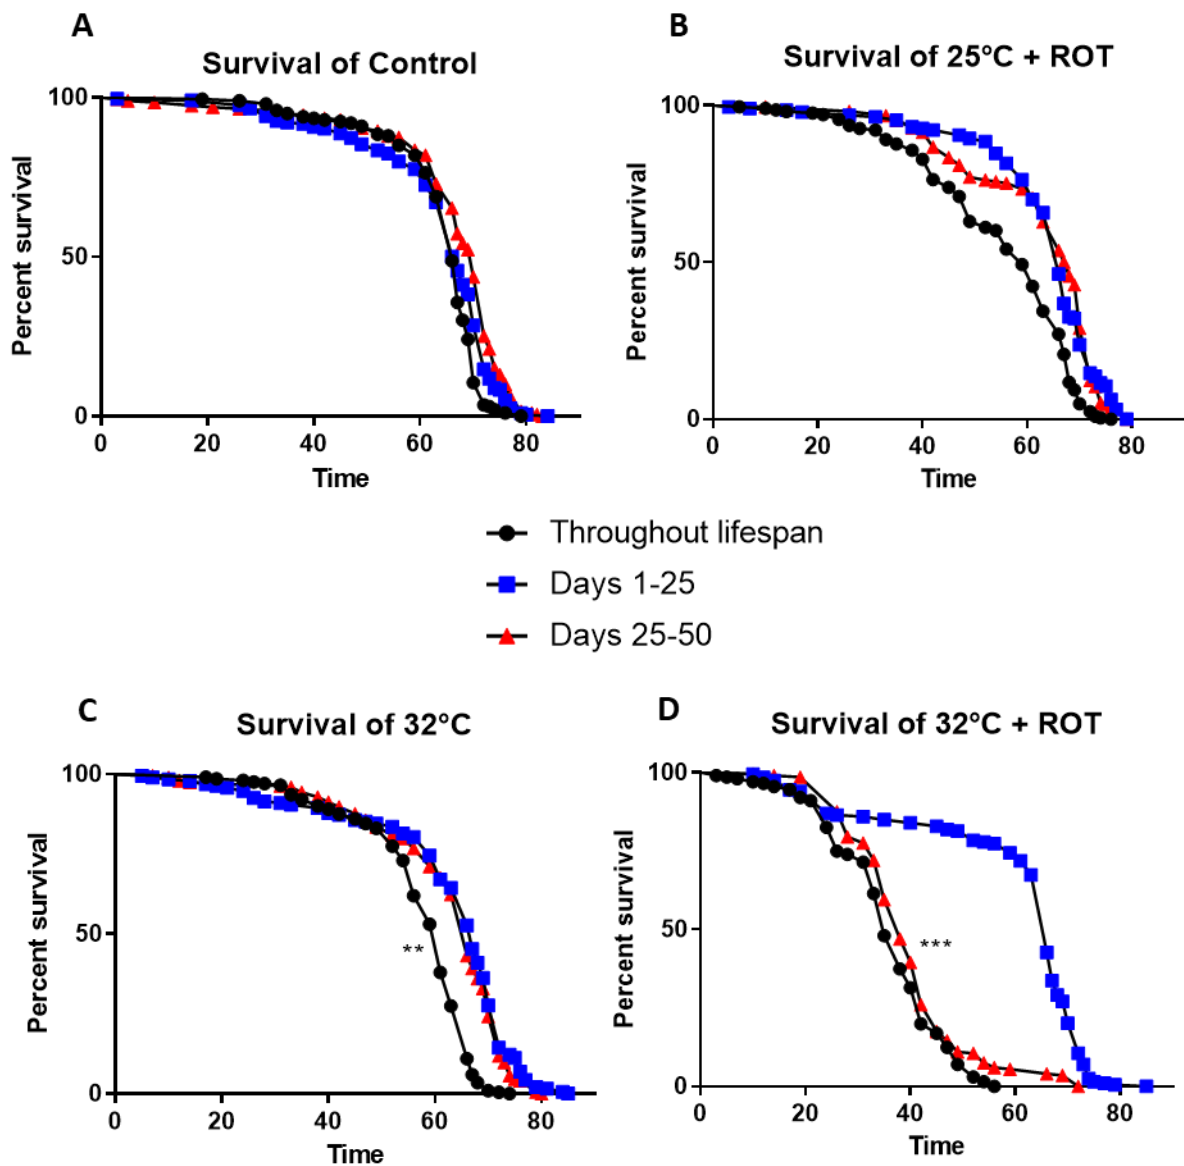 A
Survival of Control
100
50
0
0 20 40 60 80
Percent survival
Time
B
Survival of 25°C + ROT
100
50
0
0 20 40 60 80
Percent survival
Time
Throughout lifespan
Days 1-25
Days 25-50
C
Survival of 32°C
100
50
0
0 20 40 60 80
Percent survival
Time
**
D
Survival of 32°C + ROT
100
50
0
0 20 40 60 80
Percent survival
Time
***